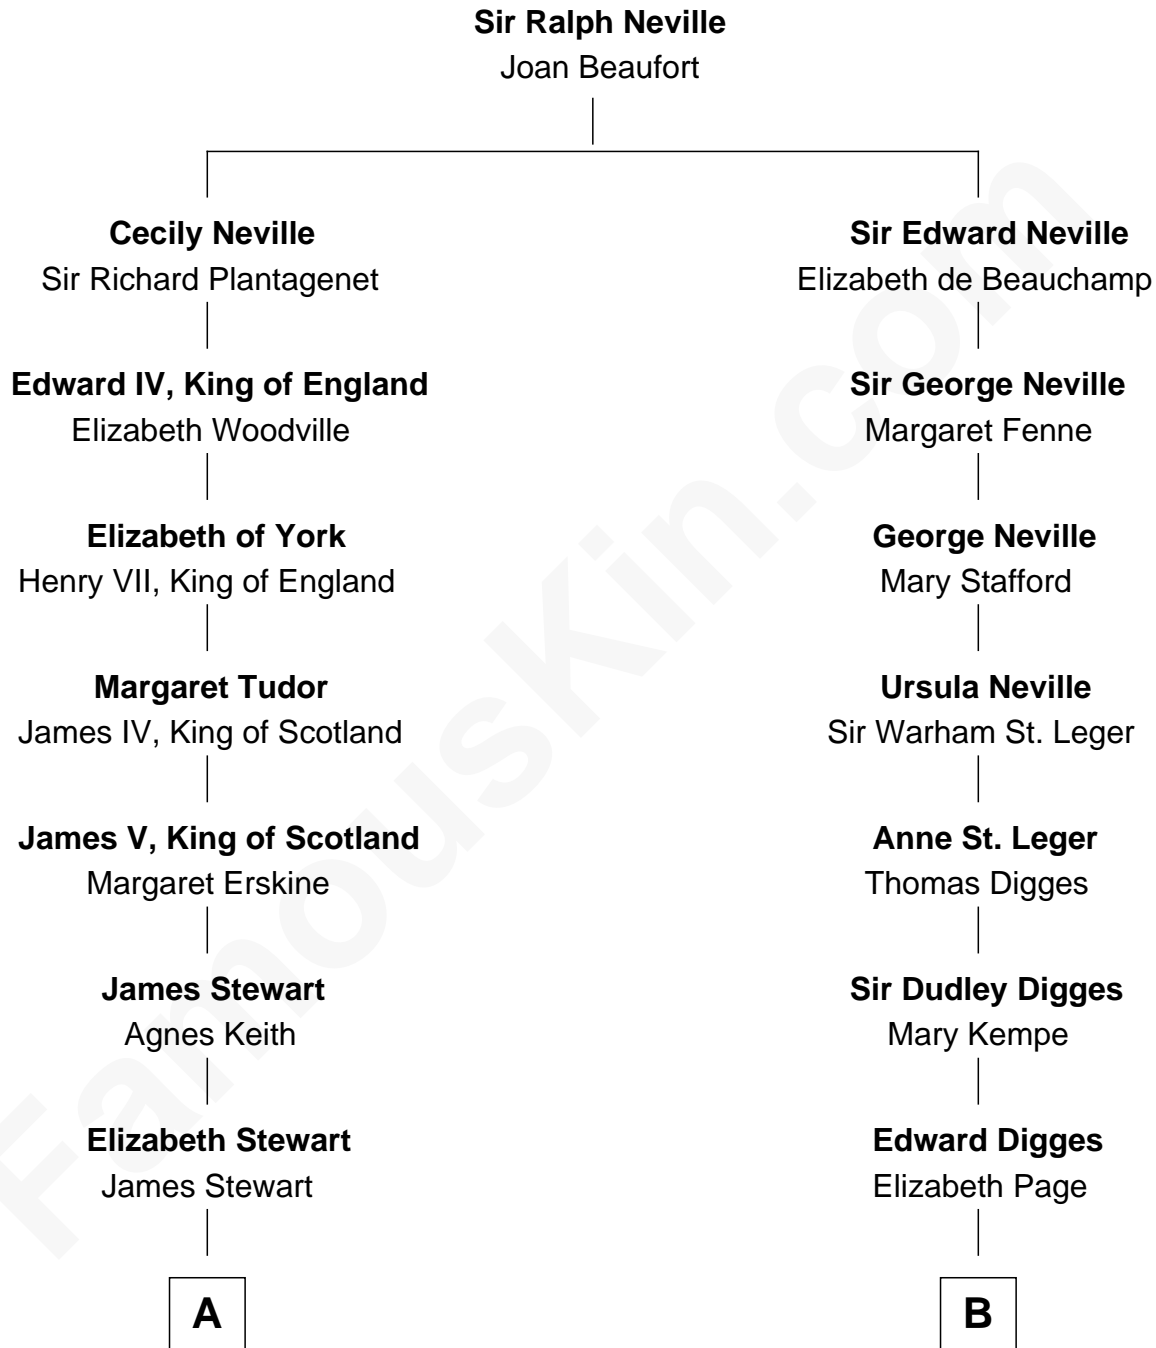 Sir Ralph Neville
Joan Beaufort
Cecily Neville
Sir Richard Plantagenet
Sir Edward Neville
Elizabeth de Beauchamp
Edward IV, King of England
Elizabeth Woodville
Sir George Neville
Margaret Fenne
Elizabeth of York
Henry VII, King of England
George Neville
Mary Stafford
Margaret Tudor
James IV, King of Scotland
Ursula Neville
Sir Warham St. Leger
James V, King of Scotland
Margaret Erskine
Anne St. Leger
Thomas Digges
James Stewart
Agnes Keith
Sir Dudley Digges
Mary Kempe
Elizabeth Stewart
James Stewart
Edward Digges
Elizabeth Page
A
B
FamousKin.com